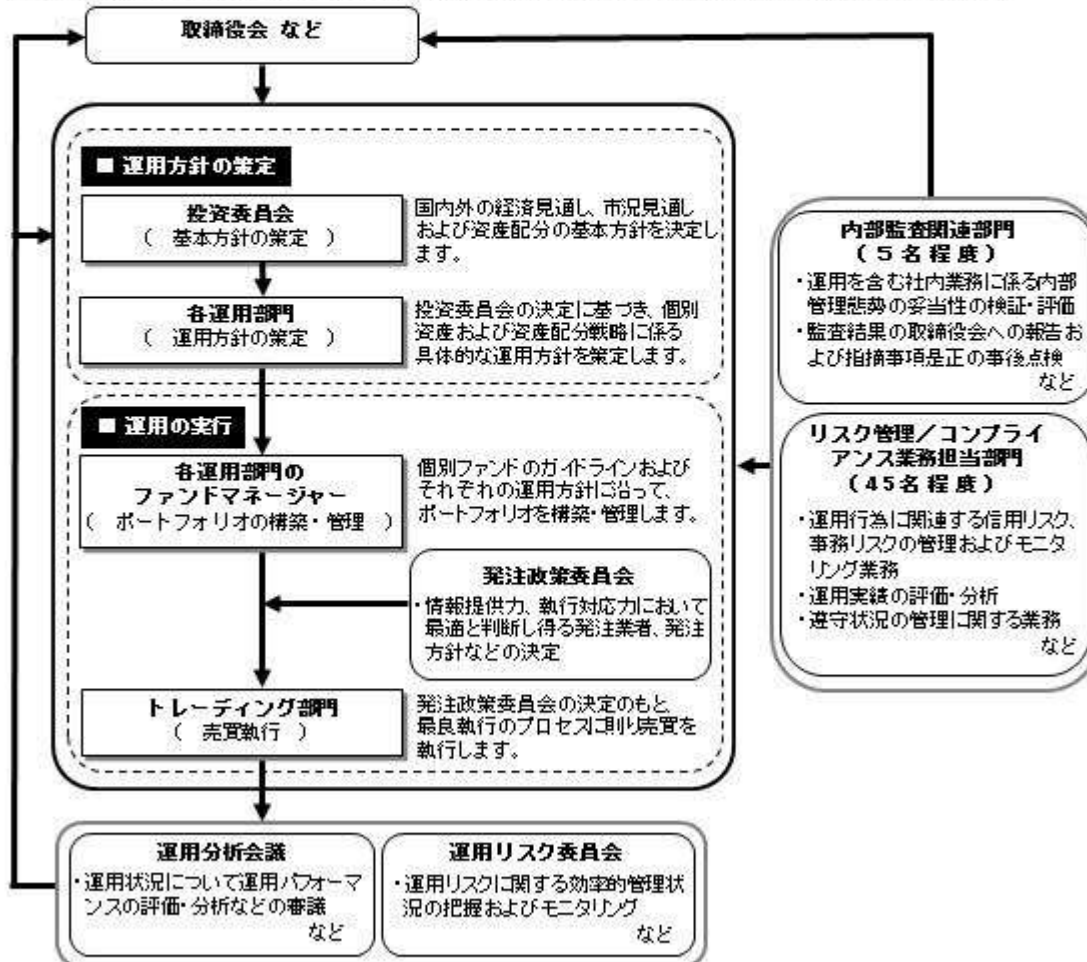 取締役会 など
■ 運用方針の策定
投資委員会
( 基本方針の策定 )
国内外の経済見通し、市況見通し
および資産配分の基本方針を決定し
ます。
各運用部門
( 運用方針の策定 )
投資委員会の決定に基づき、個別
資産および資産配分戦略に係る
具体的な運用方針を策定します。
■ 運用の実行
各運用部門の
ファンドマネージャー
( ポートフォリオの構築・管理 )
個別ファンドのガイドラインおよび
それぞれの運用方針に沿って、
ポートフォリオを構築・管理します。
発注政策委員会
・情報提供力、執行対応力において
最適と判断し得る発注業者、発注
方針などの決定
トレーディング部門
( 売買執行 )
発注政策委員会の決定のもと
最良執行のプロセスに則り売買を
執行します。
運用分析会議
・運用状況について運用パフォーマ
ンスの評価・分析などの審議
など
運用リスク委員会
・運用リスクに関する効率的管理状
況の把握およびモニタリング
など
内部監査関連部門
(5名程度)
・運用を含む社内業務に係る内部
管理態勢の妥当性の検証・評価
・監査結果の取締役会への報告お
よび指摘事項是正の事後点検
など
リスク管理／コンプライ
アンス業務担当部門
(45名程度)
・運用行為に関連する信用リスク、
事務リスクの管理およびモニタ
リング業務
・運用実績の評価・分析
・遵守状況の管理に関する業務
など